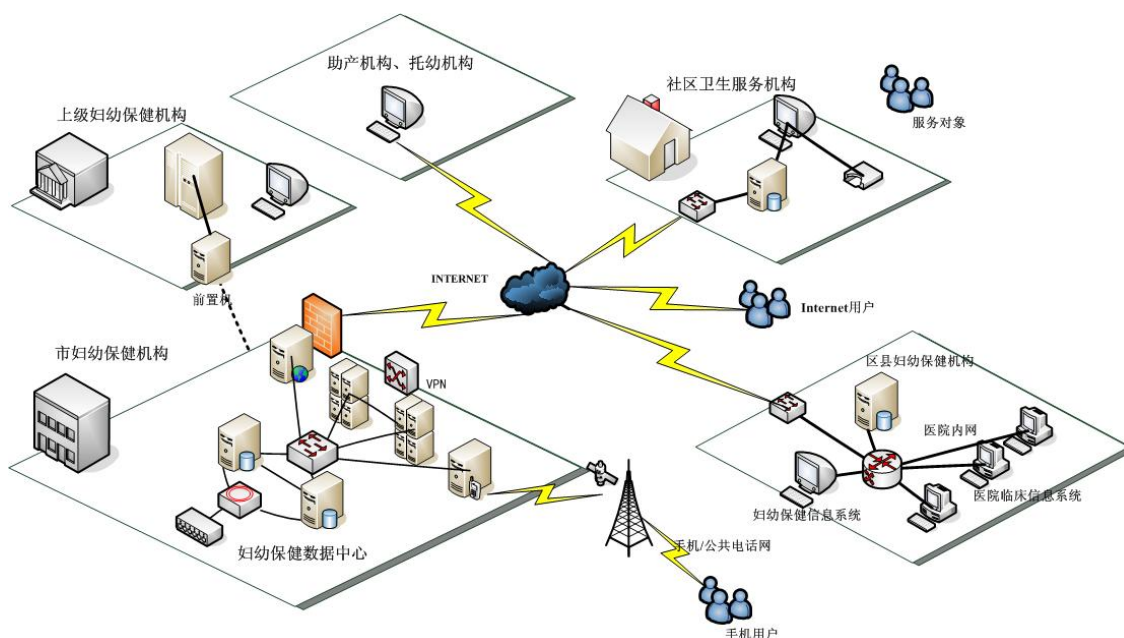 助产机构、托幼机构
社区卫生服务机构
上级妇幼保健机构
服务对象
INTERNET
前置机
Internet用户
市妇幼保健机构
VPN
区县妇幼保健机构
医院内网
医院临床信息系统
妇幼保健信息系统
妇幼保健数据中心
手机/公共电话网
手机用户